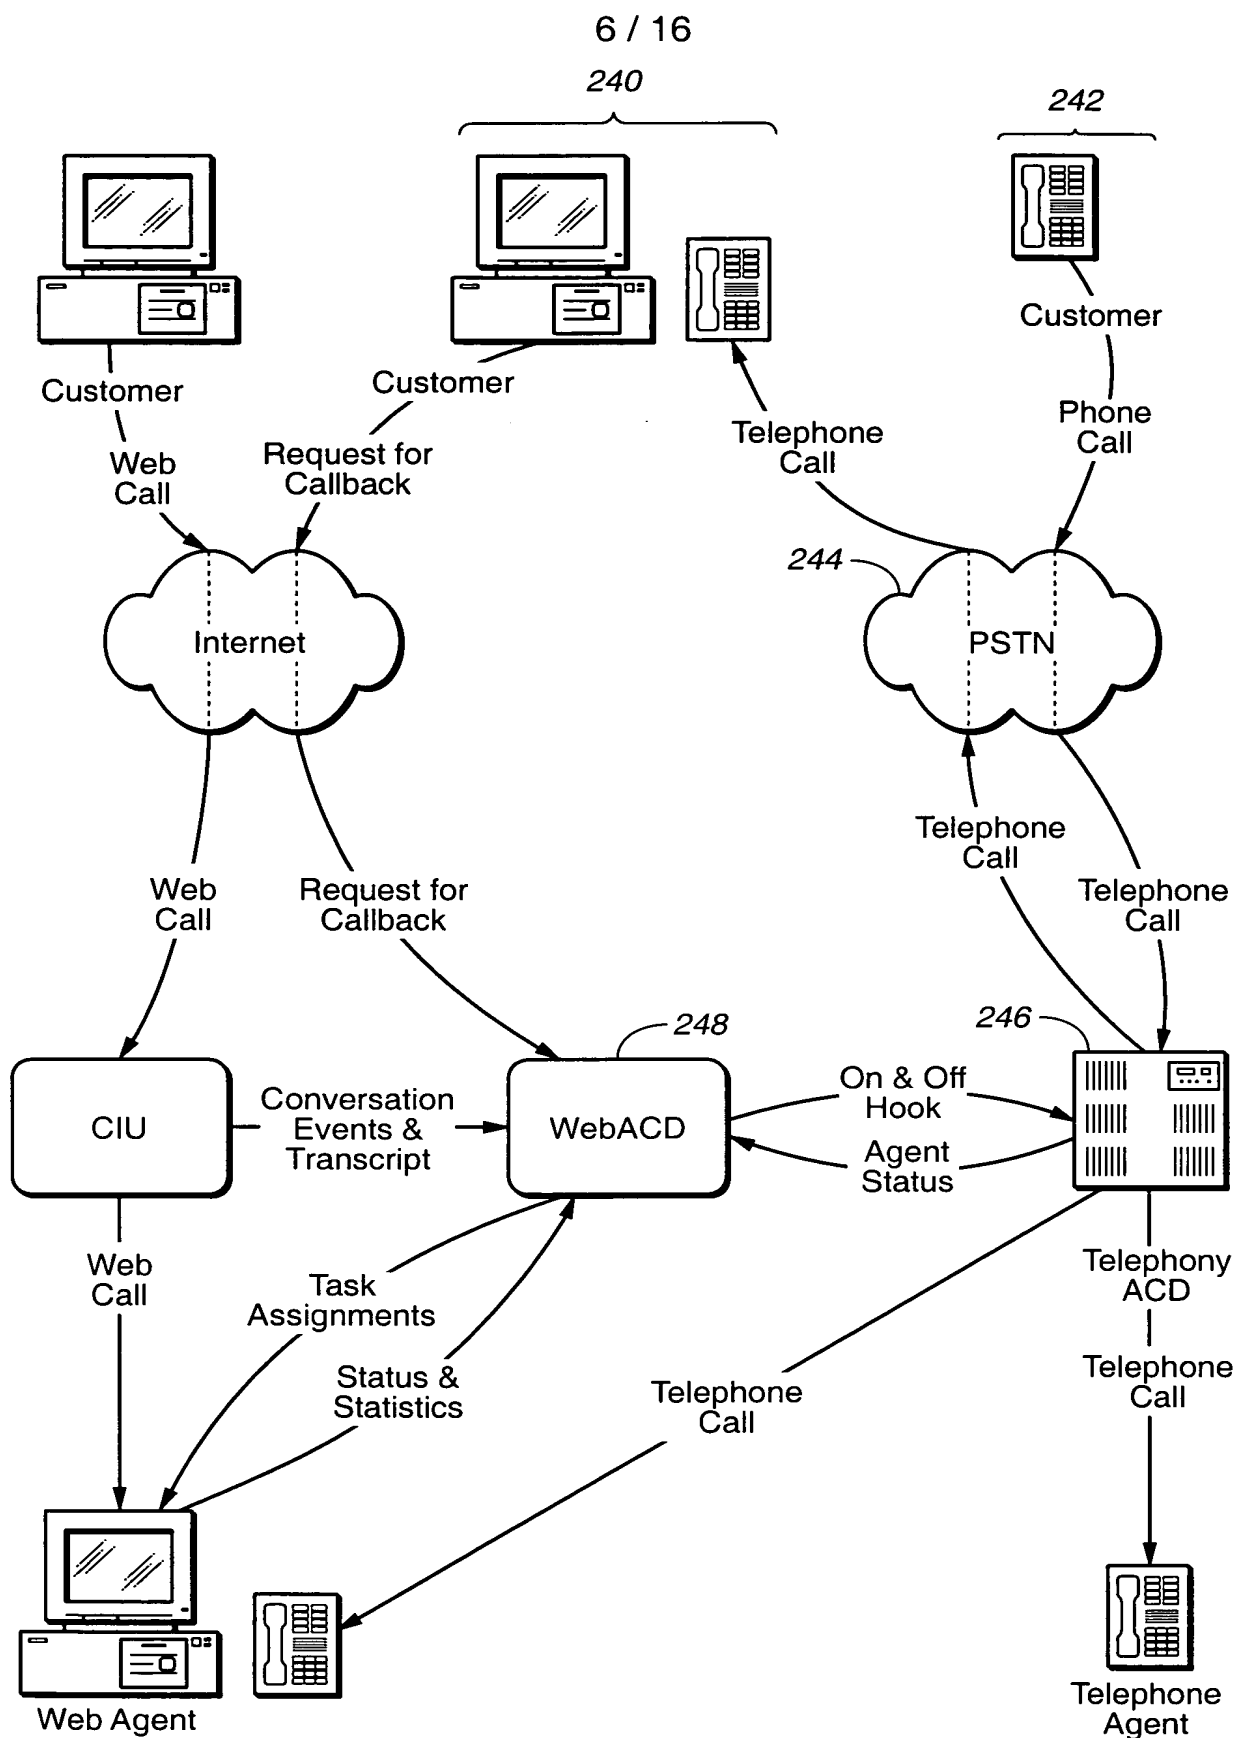 6 / 16
240
242
Customer
Customer
Customer
Phone
Call
Telephone
Call
Request for
Callback
Web
Call
244
Internet
PSTN
Telephone
Call
Web
Call
Request for
Callback
Telephone
Call
248
246
CIU
Conversation
Events &
Transcript
WebACD
On & Off
Hook
Agent
Status
Web
Call
Task
Assignments
Telephony
ACD
Status &
Statistics
Telephone
Call
Telephone
Call
Web Agent
Telephone
Agent